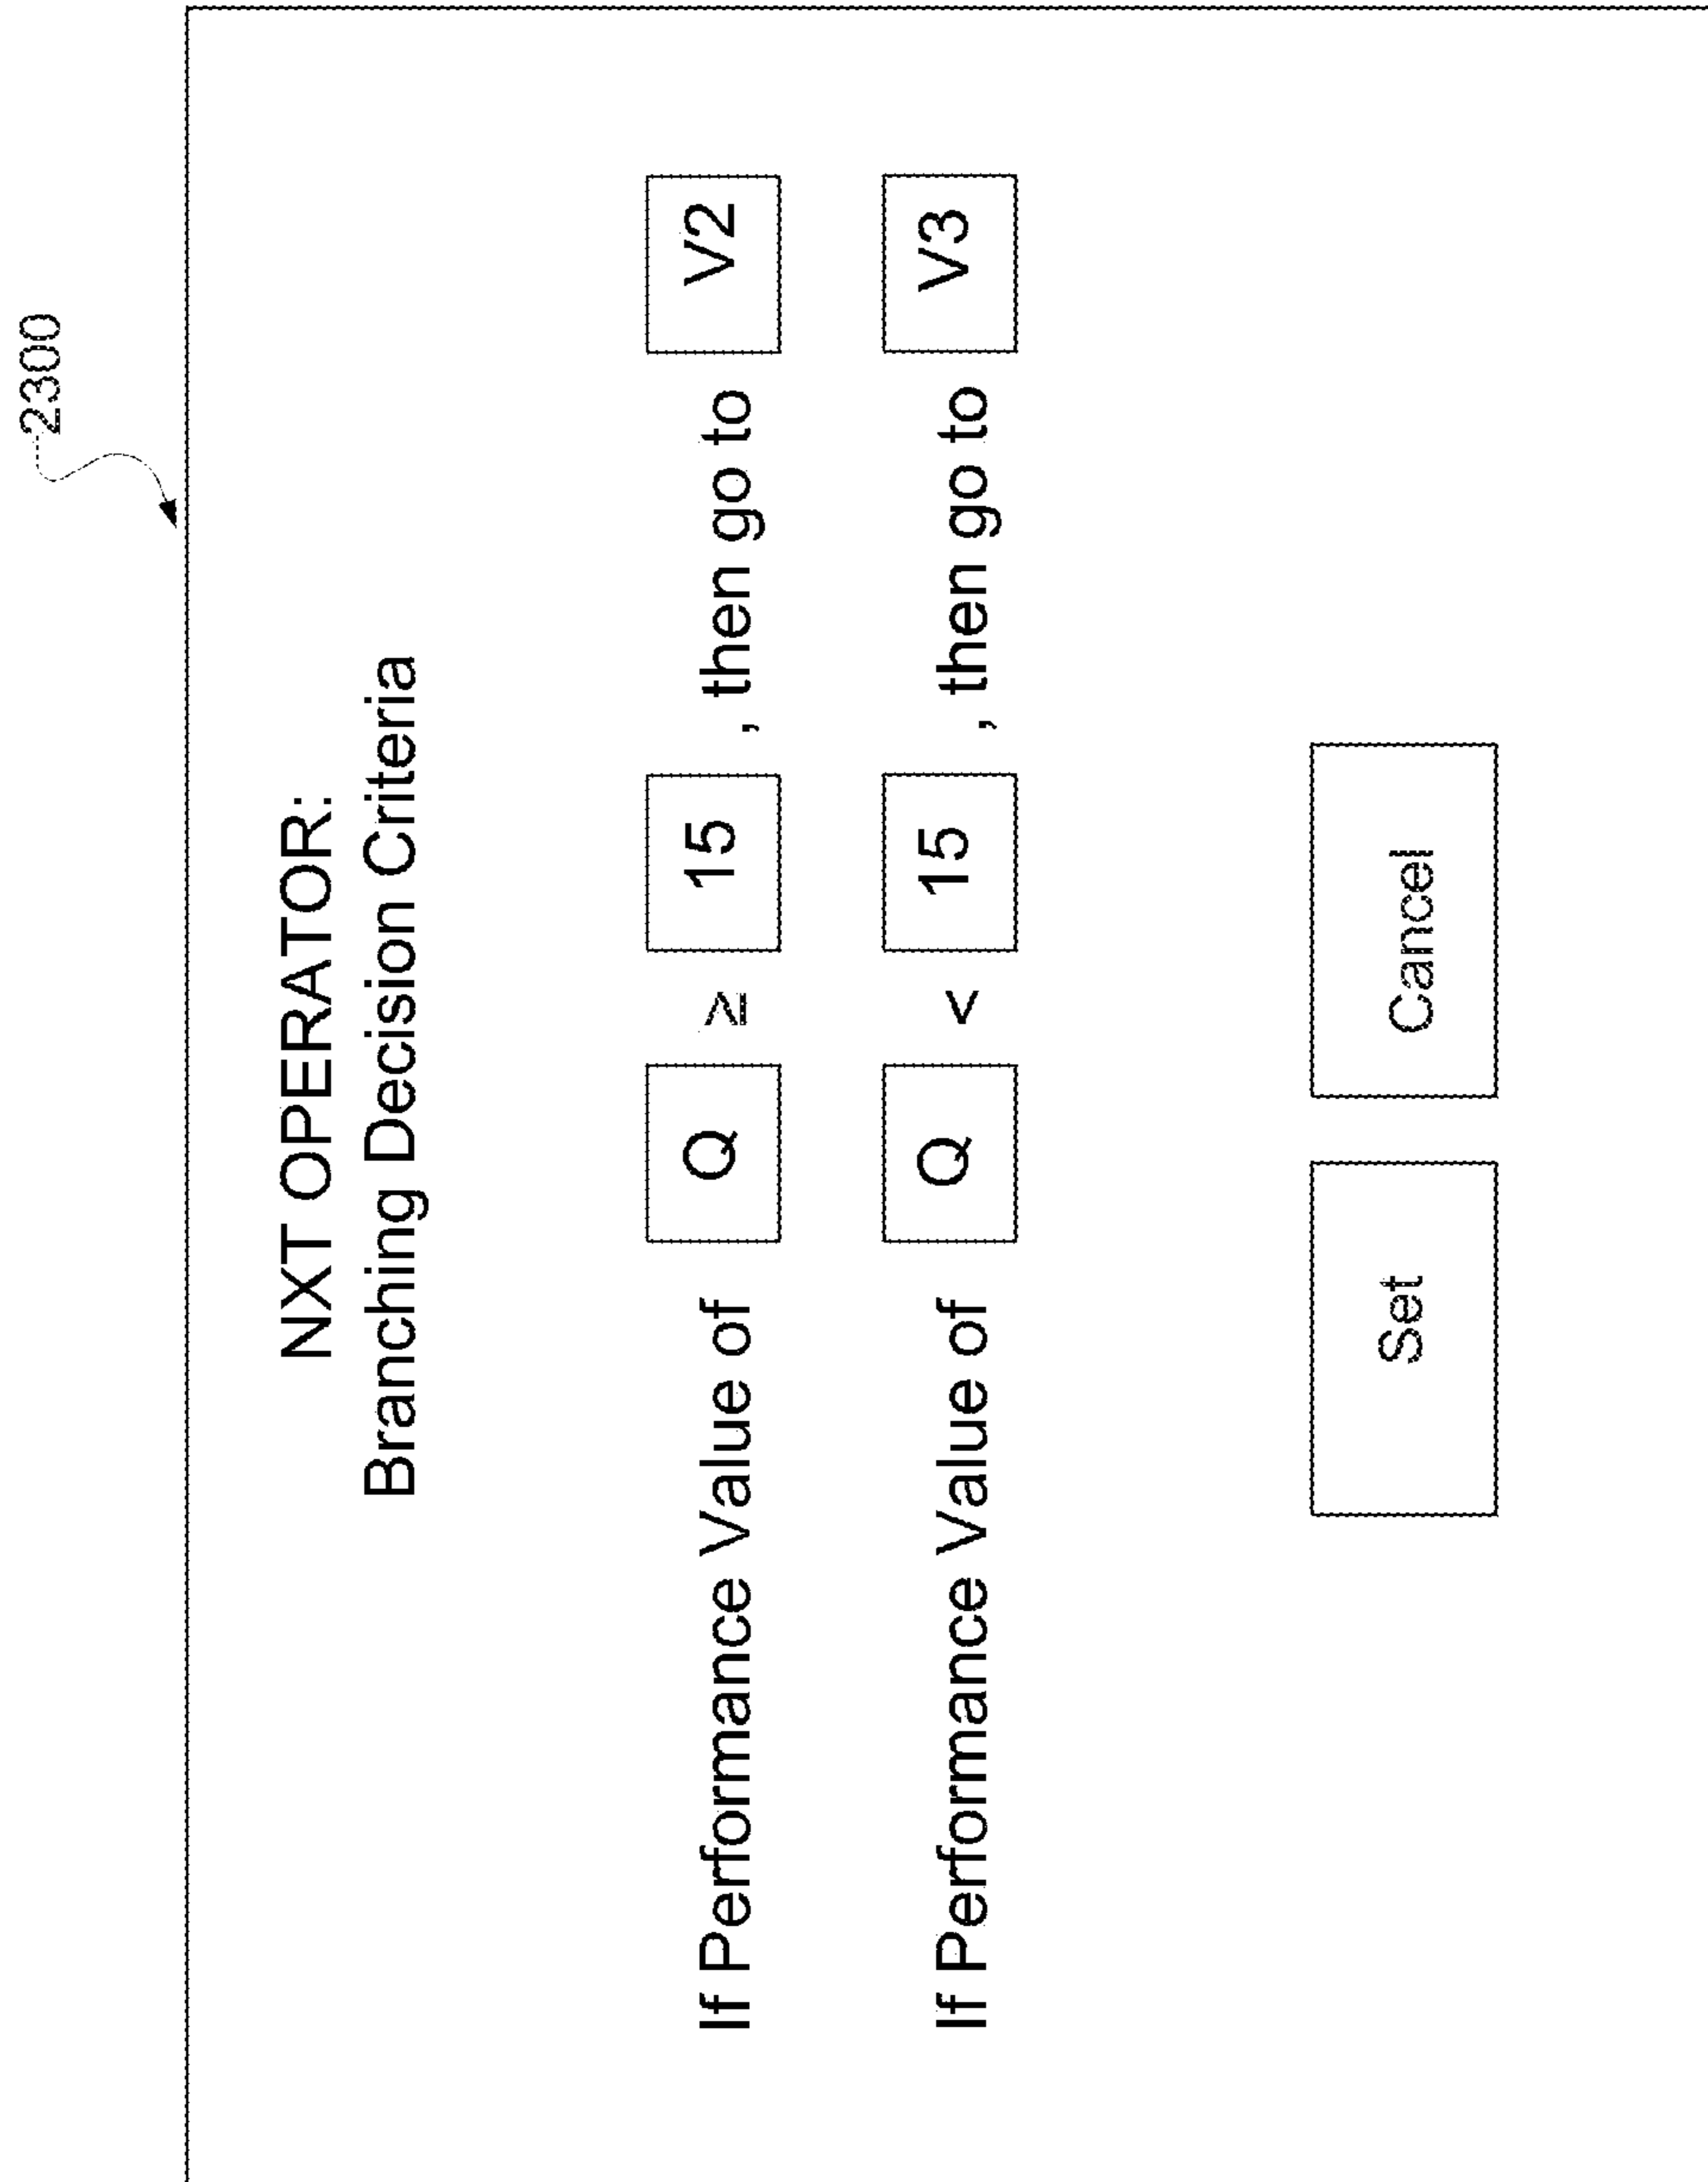 2300
NXT OPERATOR:
Branching Decision Criteria
If Performance Value of Q ≥ 15 , then go to V2
If Performance Value of Q < 15 , then go to V3
Set Cancel